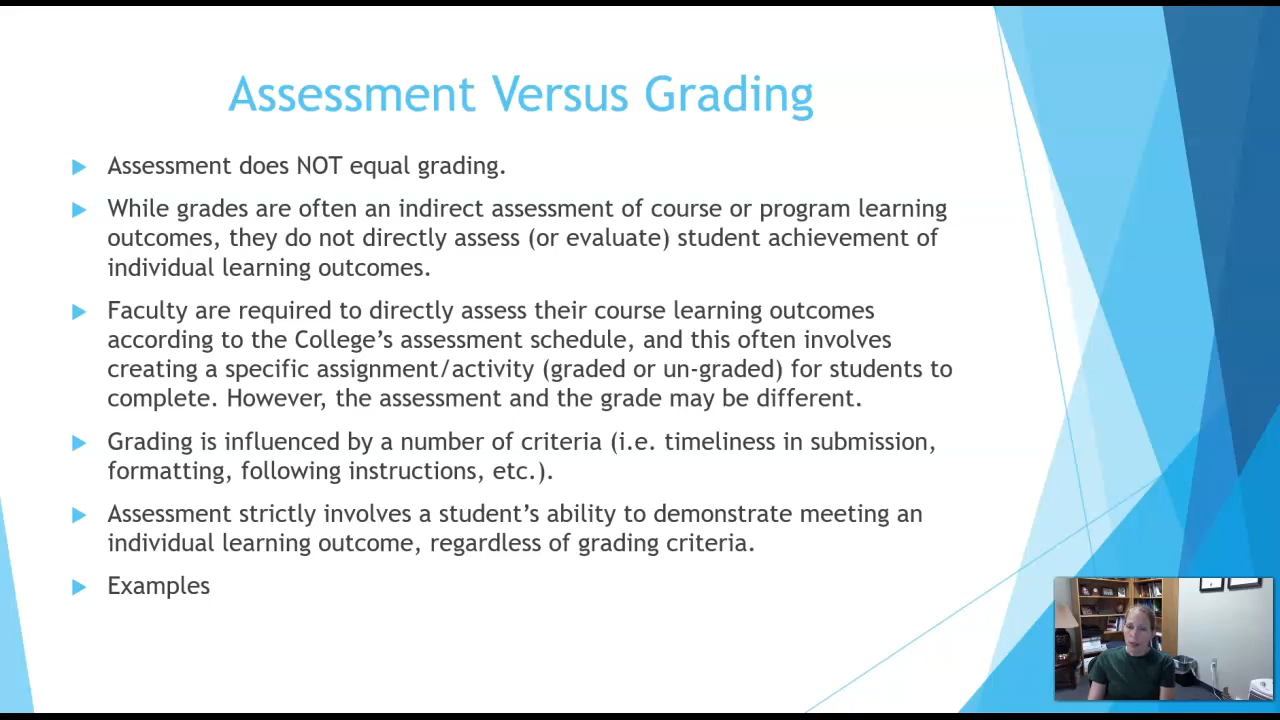 Assessment Versus Grading
Assessment does NOT equal grading.
While grades are often an indirect assessment of course or program learning
outcomes, they do not directly assess (or evaluate) student achievement of
individual learning outcomes.
Faculty are required to directly assess their course learning outcomes
according to the College’s assessment schedule, and this often involves
creating a specific assignment/activity (graded or un-graded) for students to
complete. However, the assessment and the grade may be different.
Grading is influenced by a number of criteria (i.e. timeliness in submission,
formatting, following instructions, etc.).
Assessment strictly involves a student’s ability to demonstrate meeting an
individual learning outcome, regardless of grading criteria.
Examples